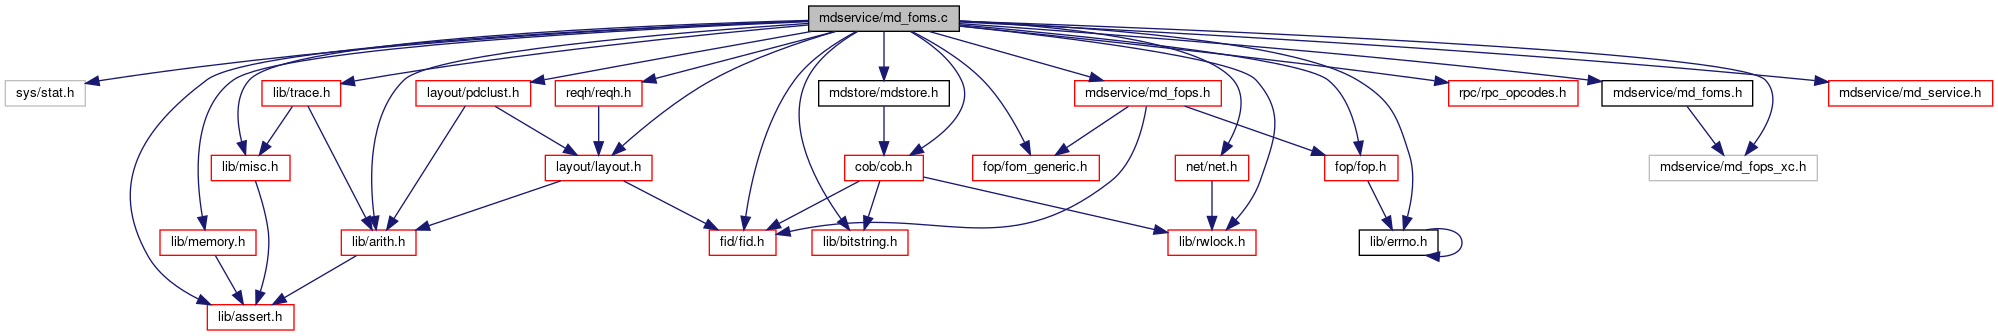 mdservice/md_foms.c
sys/stat.h
lib/trace.h
layout/pdclust.h
reqh/reqh.h
mdstore/mdstore.h
mdservice/md_fops.h
rpc/rpc_opcodes.h
mdservice/md_foms.h
mdservice/md_service.h
lib/misc.h
layout/layout.h
cob/cob.h
fop/fom_generic.h
net/net.h
fop/fop.h
mdservice/md_fops_xc.h
lib/memory.h
lib/arith.h
fid/fid.h
lib/bitstring.h
lib/rwlock.h
lib/errno.h
lib/assert.h